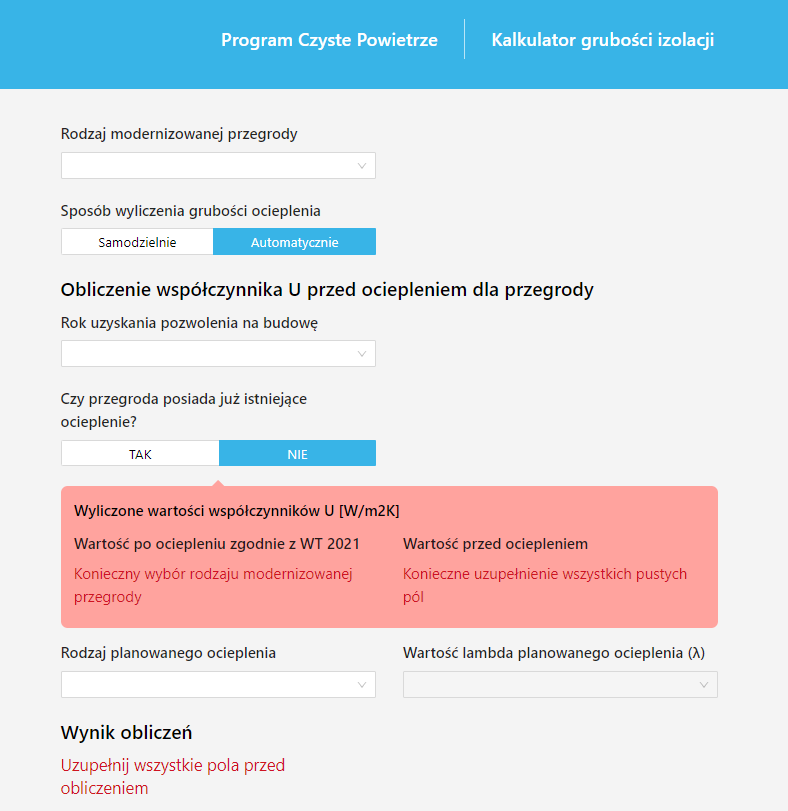 Program Czyste Powietrze
Kalkulator grubości izolacji
Rodzaj modernizowanej przegrody
Sposób wyliczenia grubości ocieplenia
Samodzielnie
Automatycznie
Obliczenie współczynnika U przed ociepleniem dla przegrody
Rok uzyskania pozwolenia na budowę
Czy przegroda posiada już istniejące
ocieplenie?
TAK
NIE
Wyliczone wartości współczynników U [W/m2K]
Wartość po ociepleniu zgodnie z WT 2021
Konieczny wybór rodzaju modernizowanej
przegrody
Wartość przed ociepleniem
Konieczne uzupełnienie wszystkich pustych
pól
Rodzaj planowanego ocieplenia
Wartość lambda planowanego ocieplenia (λ)
Wynik obliczeń
Uzupełnij wszystkie pola przed
obliczeniem